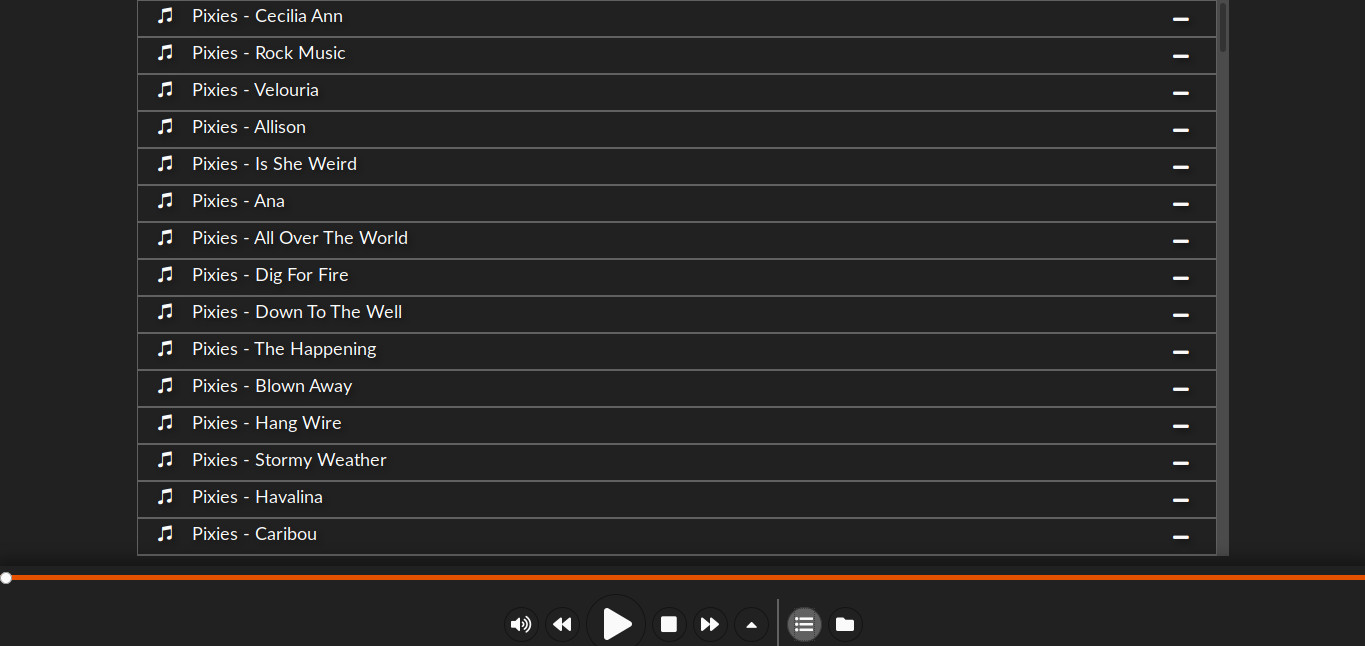 Pixies - Cecilia Ann
Pixies - Rock Music
Pixies - Velouria
Pixies - Allison
Pixies - Is She Weird
Pixies - Ana
Pixies - All Over The World
Pixies - Dig For Fire
Pixies - Down To The Well
Pixies - The Happening
Pixies - Blown Away
Pixies - Hang Wire
Pixies - Stormy Weather
Pixies - Havalina
Pixies - Caribou